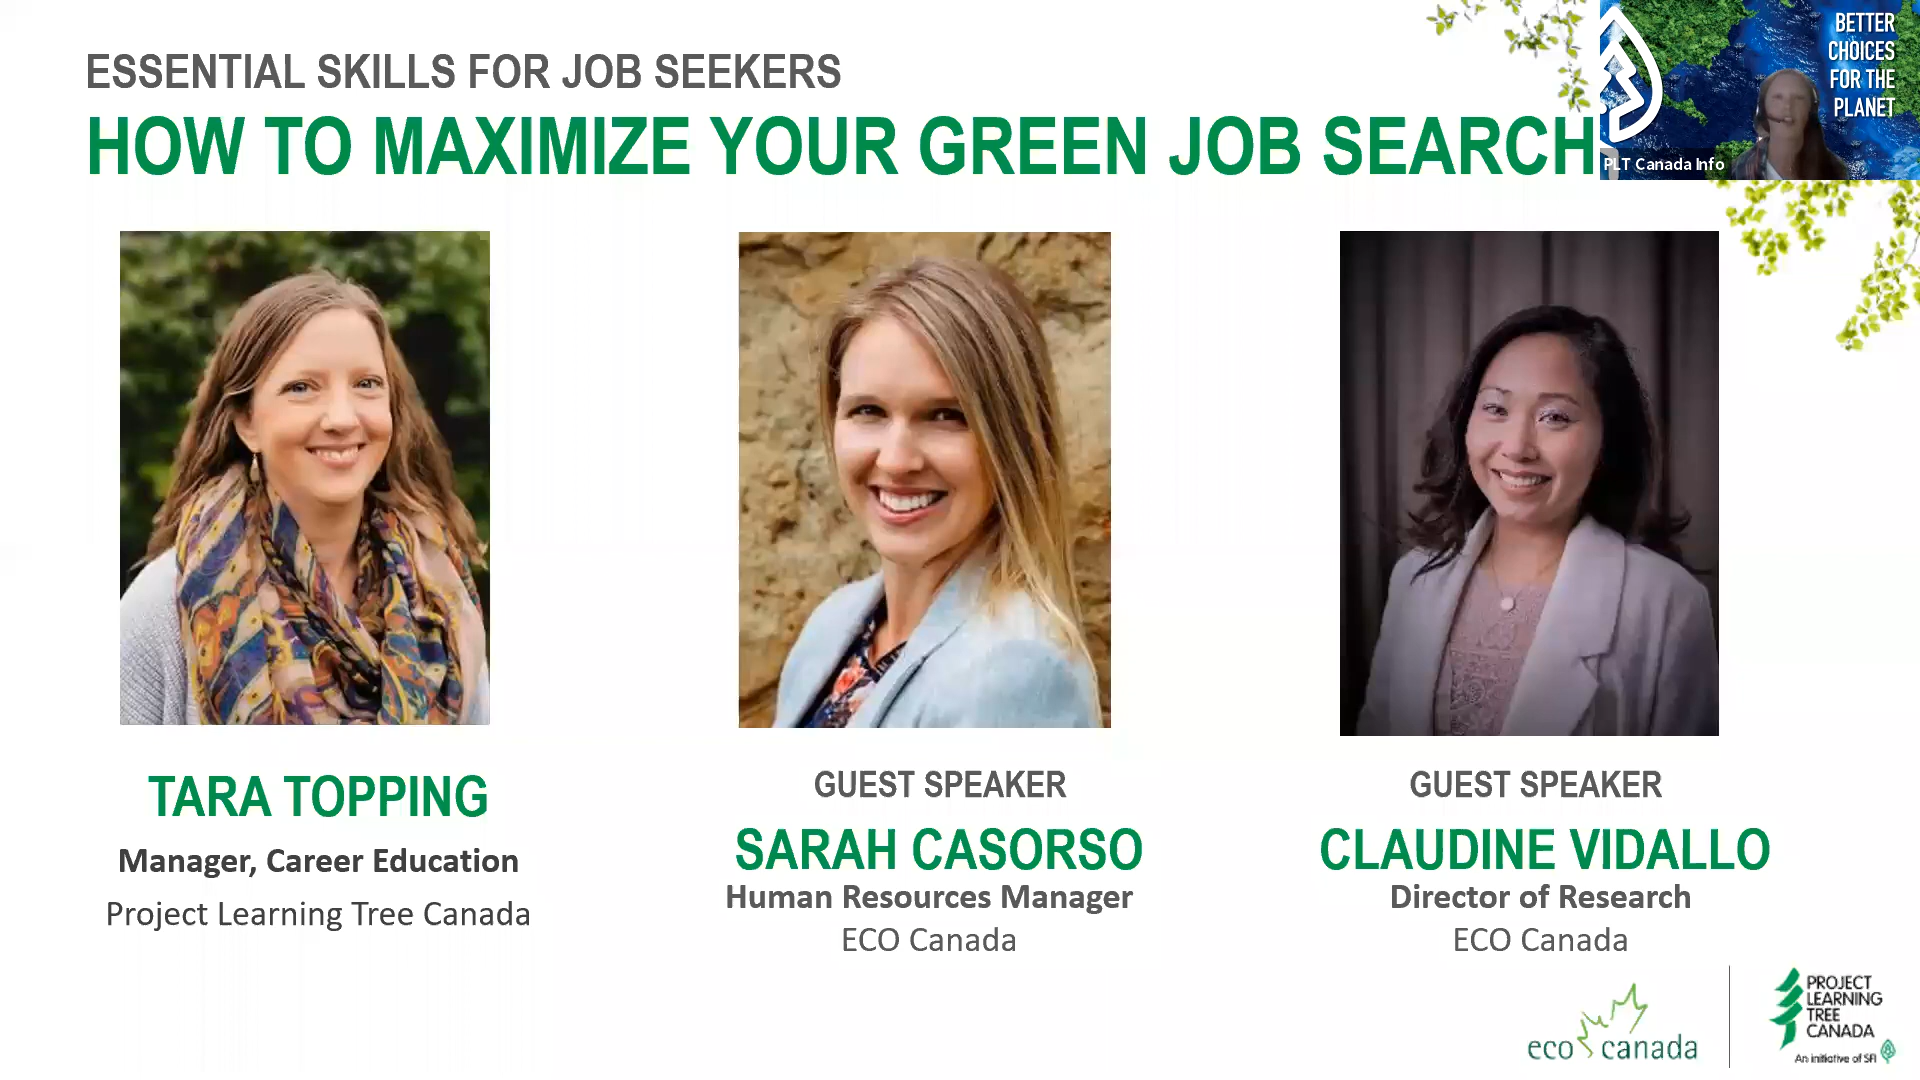 ESSENTIAL SKILLS FOR JOB SEEKERS
HOW TO MAXIMIZE YOUR GREEN JOB SEARCH
BETTER
CHOICES
FOR THE
PLANET
PLT Canada Info
TARA TOPPING
Manager, Career Education
Project Learning Tree Canada
GUEST SPEAKER
SARAH CASORSO
Human Resources Manager
ECO Canada
GUEST SPEAKER
CLAUDINE VIDALLO
Director of Research
ECO Canada
eco canada
PROJECT
LEARNING
TREE
CANADA
An initiative of SFI